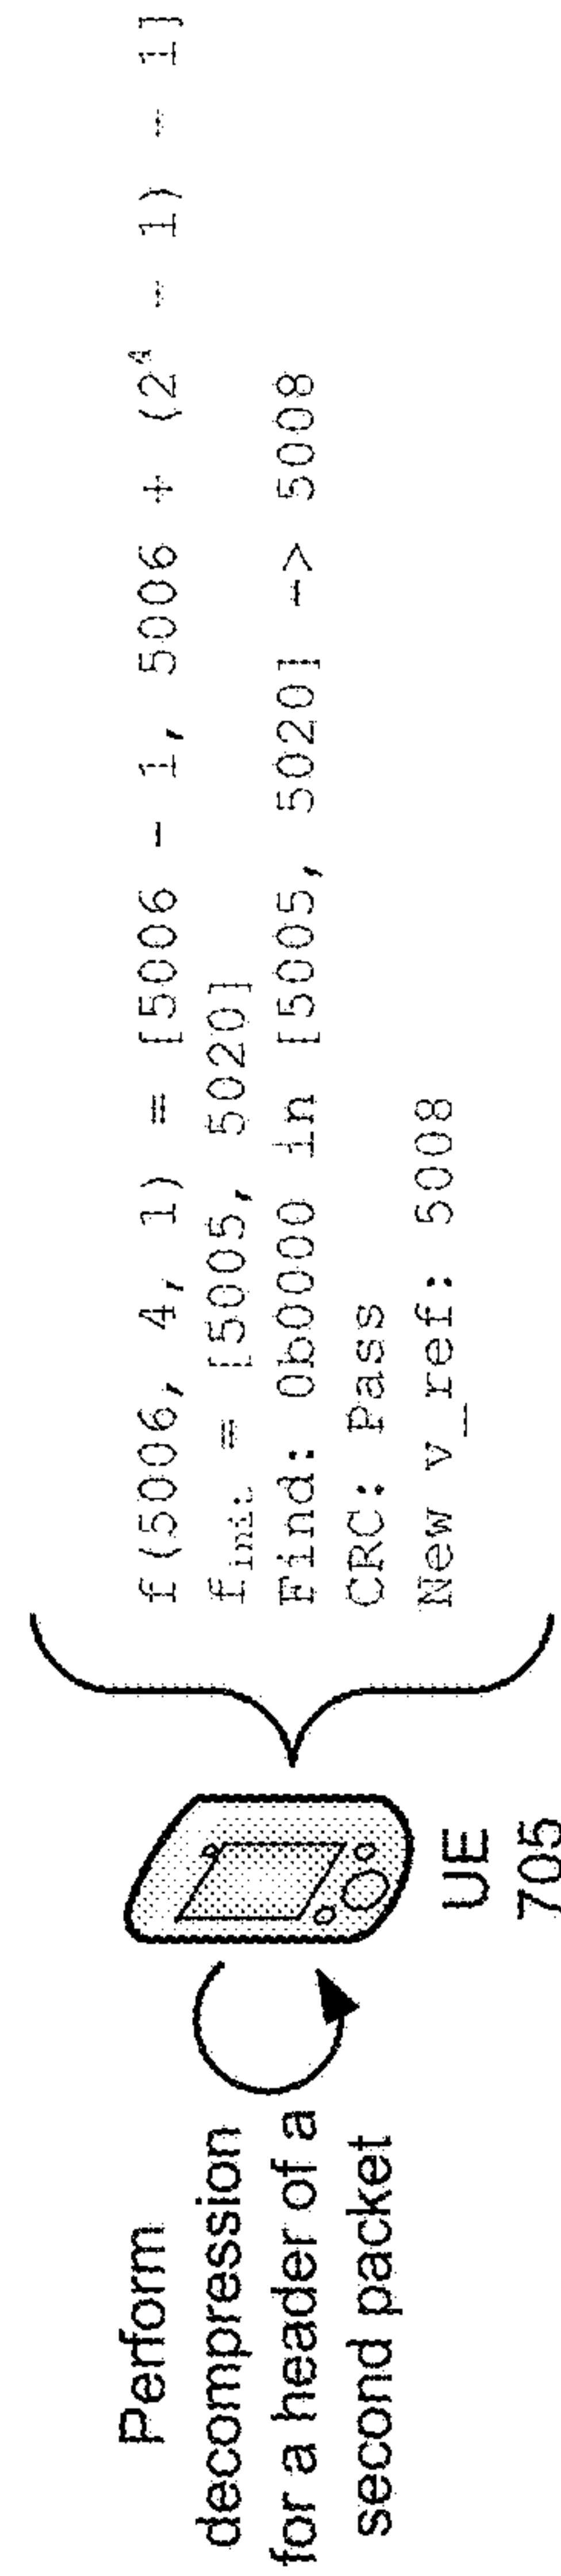 Perform
decompression
for a header of a
second packet
UE
705
f(5006, 4, 1) = [5006 - 1, 5006 + (2⁴ - 1) - 1]
f_init = [5005, 5020]
Find: 0b0000 in [5005, 5020] -> 5008
CRC: Pass
New v_ref: 5008